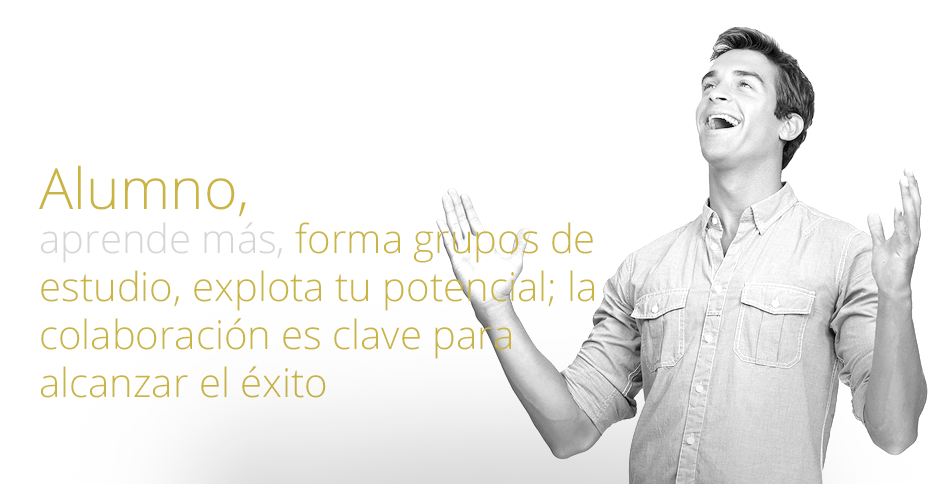 Alumno,
aprende más, forma grupos de
estudio, explota tu potencial; la
colaboración es clave para
alcanzar el éxito